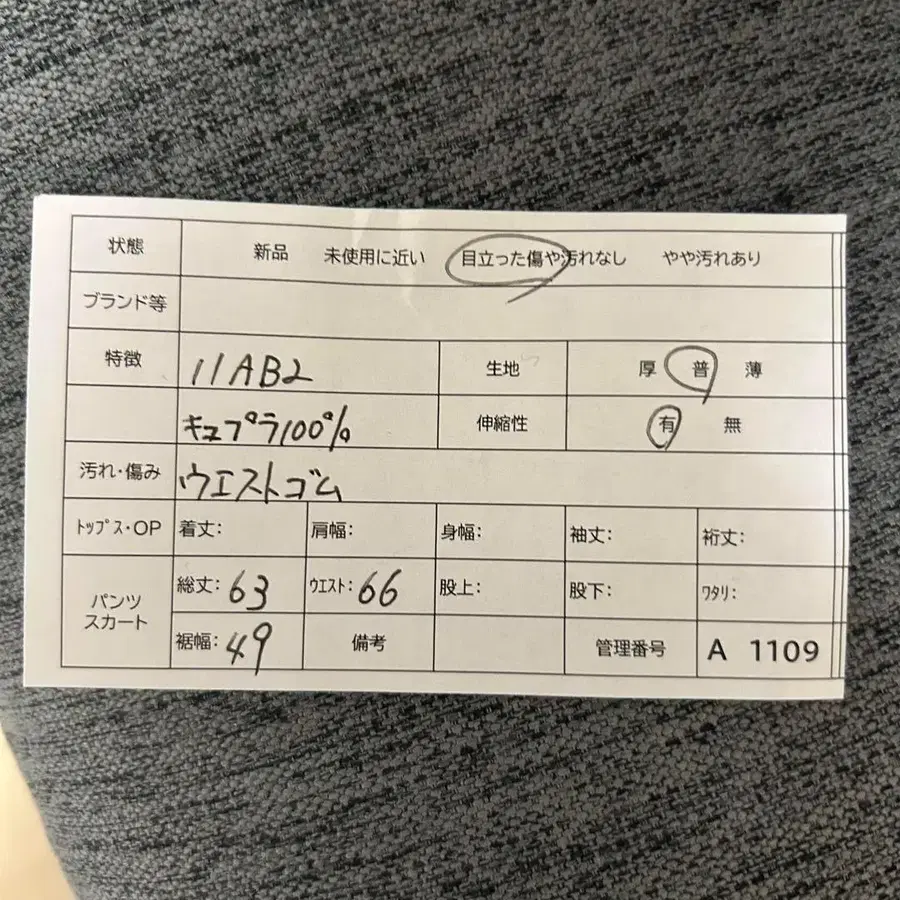 状態 新品 未使用に近い 目立った傷や汚れなし やや汚れあり
ブランド等
特徴 11AB2 生地 厚 普 薄
キュプラ100% 伸縮性 有 無
汚れ・傷み ウエストゴム
トップス・OP 着丈: 肩幅: 身幅: 袖丈: 裄丈:
パンツ スカート 総丈: 63 ウエスト: 66 股上: 股下: ワタリ:
裾幅: 49 備考 管理番号 A 1109